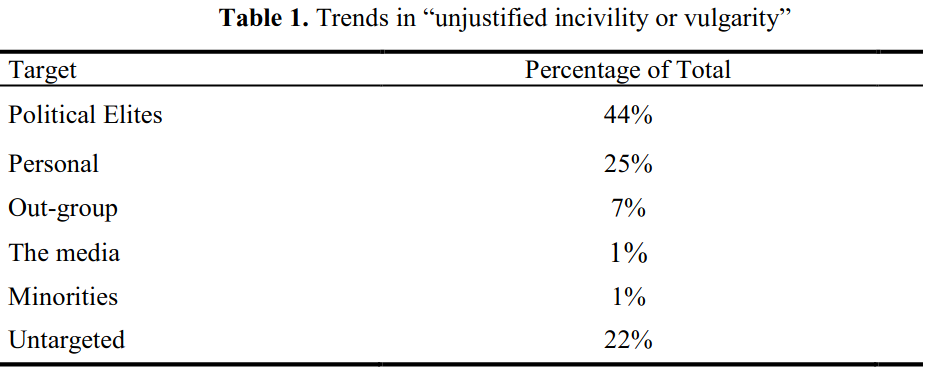 Table 1. Trends in “unjustified incivility or vulgarity”
Target Percentage of Total
Political Elites 44%
Personal 25%
Out-group 7%
The media 1%
Minorities 1%
Untargeted 22%